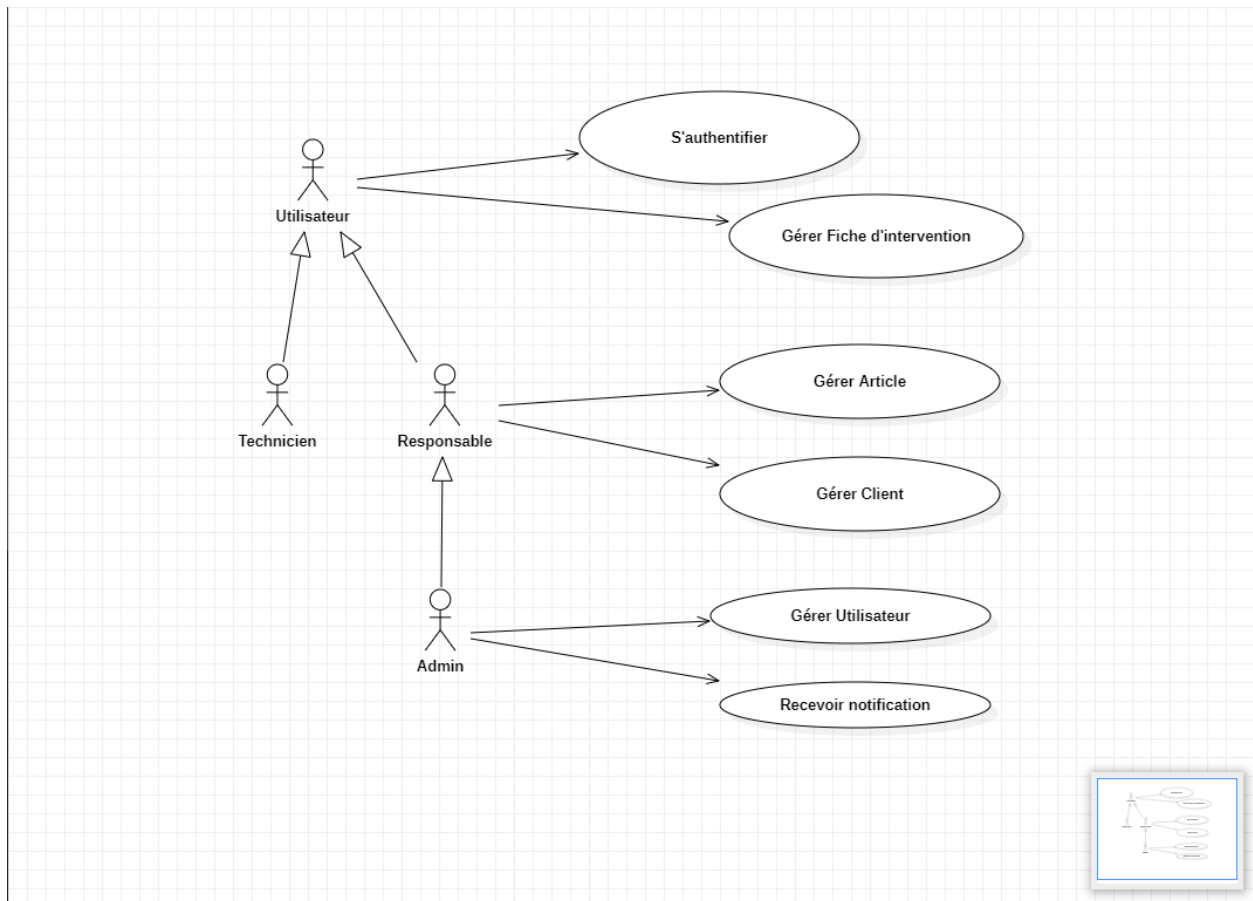 S'authentifier
Utilisateur
Gérer Fiche d'intervention
Gérer Article
Technicien
Responsable
Gérer Client
Gérer Utilisateur
Admin
Recevoir notification